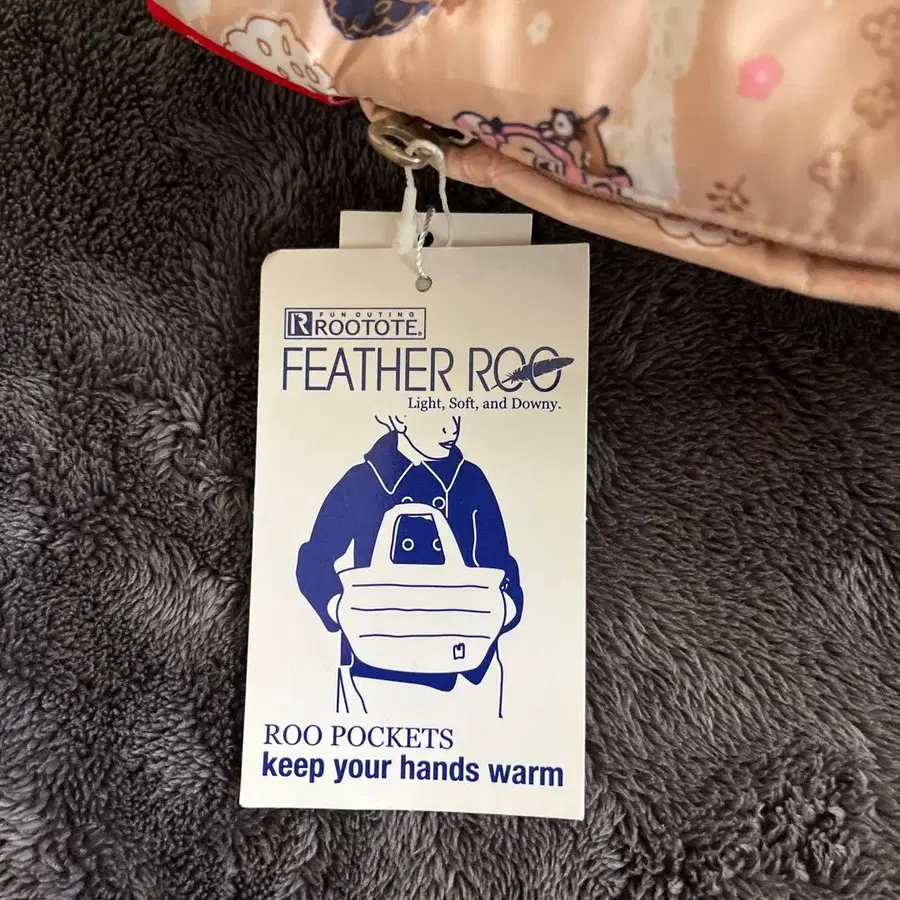 FUN OUTING
R ROOTOTE®
FEATHER ROO
Light, Soft, and Downy.
ROO POCKETS
keep your hands warm